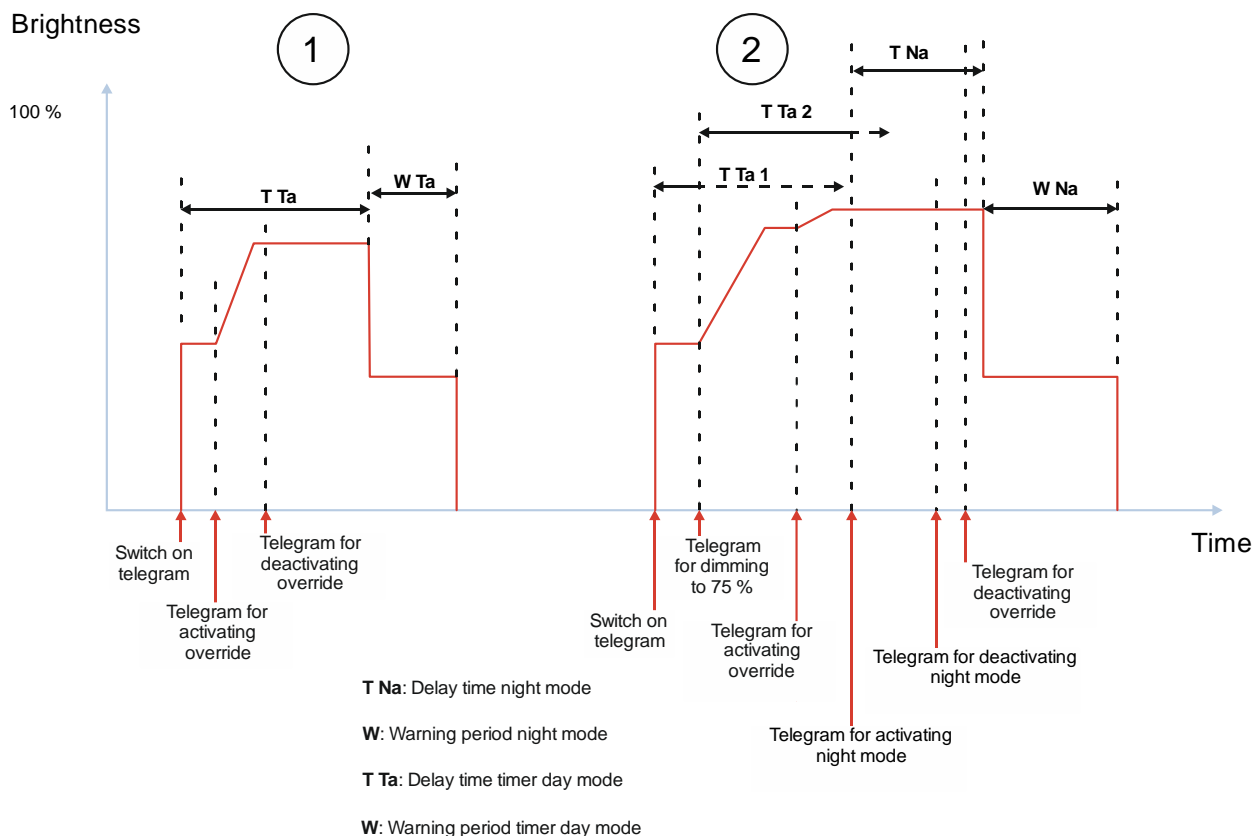 Brightness
1
2
T Na
100 %
T Ta 2
T Ta 1
W Ta
T Ta
W Na
Time
Switch on
telegram
Telegram for
deactivating
override
Telegram for
activating
override
Telegram
for dimming
to 75 %
Switch on
telegram
Telegram for
activating
override
Telegram for
deactivating
override
Telegram for deactivating
night mode
Telegram for activating
night mode
T Na: Delay time night mode
W: Warning period night mode
T Ta: Delay time timer day mode
W: Warning period timer day mode